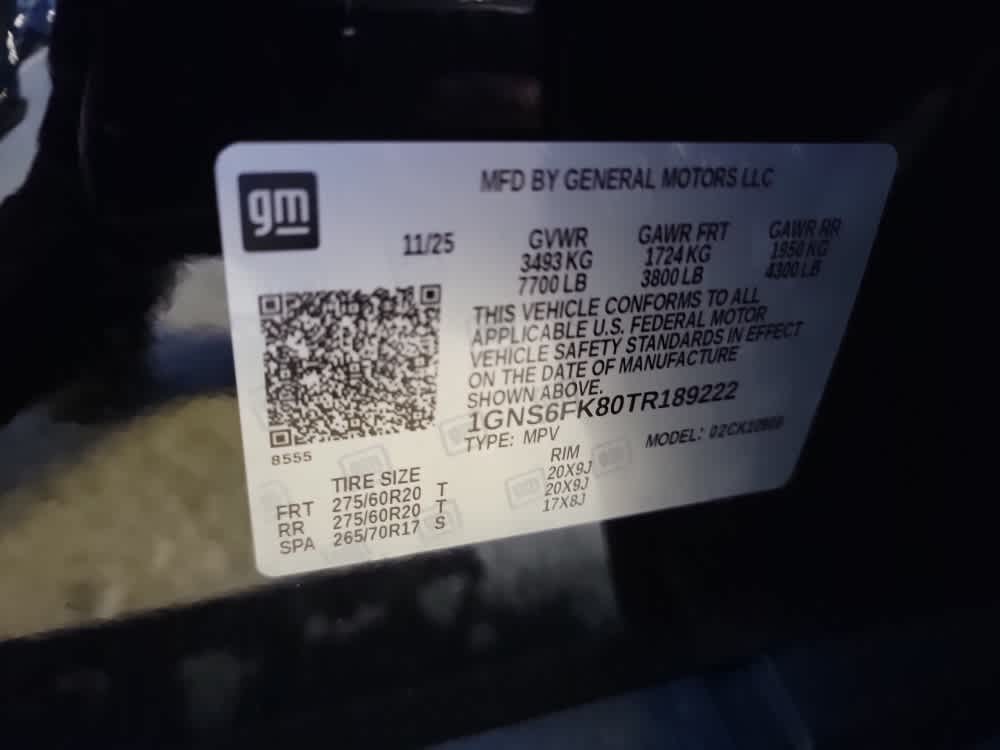 gm
MFD BY GENERAL MOTORS LLC
11/25
GVWR
3493 KG
7700 LB
GAWR FRT
1724 KG
3800 LB
GAWR RR
1950 KG
4300 LB
THIS VEHICLE CONFORMS TO ALL
APPLICABLE U.S. FEDERAL MOTOR
VEHICLE SAFETY STANDARDS IN EFFECT
ON THE DATE OF MANUFACTURE
SHOWN ABOVE.
1GNS6FK80TR189222
TYPE: MPV
MODEL:
8555
TIRE SIZE
RIM
FRT 275/60R20 T 20X9J
RR 275/60R20 T 20X9J
SPA 265/70R17 S 17X8J